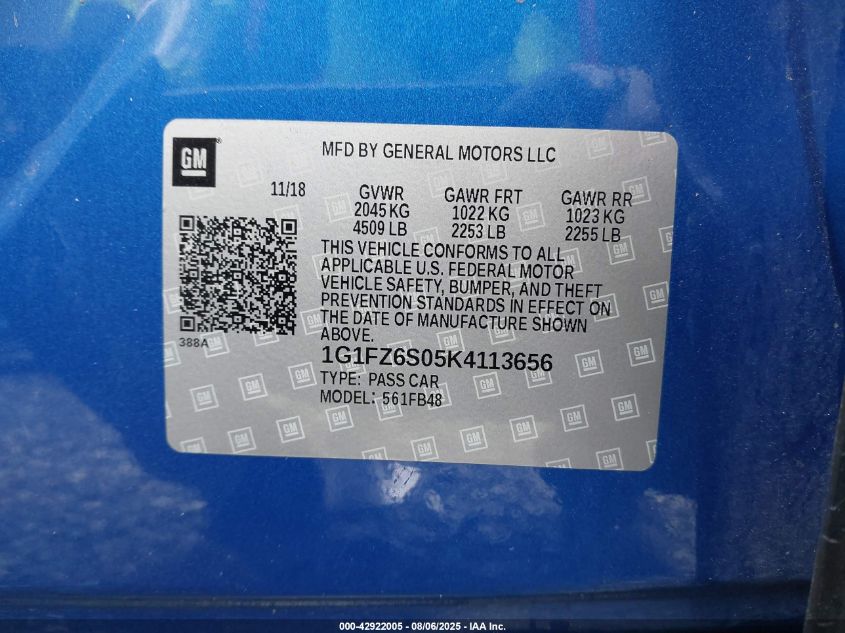 GM
MFD BY GENERAL MOTORS LLC
11/18
GVWR
2045 KG
4509 LB
GAWR FRT
1022 KG
2253 LB
GAWR RR
1023 KG
2255 LB
THIS VEHICLE CONFORMS TO ALL
APPLICABLE U.S. FEDERAL MOTOR
VEHICLE SAFETY, BUMPER, AND THEFT
PREVENTION STANDARDS IN EFFECT ON
THE DATE OF MANUFACTURE SHOWN
ABOVE.
388A
1G1FZ6S05K4113656
TYPE: PASS CAR
MODEL: 561FB48
000-42922005 - 08/06/2025 - IAA Inc.